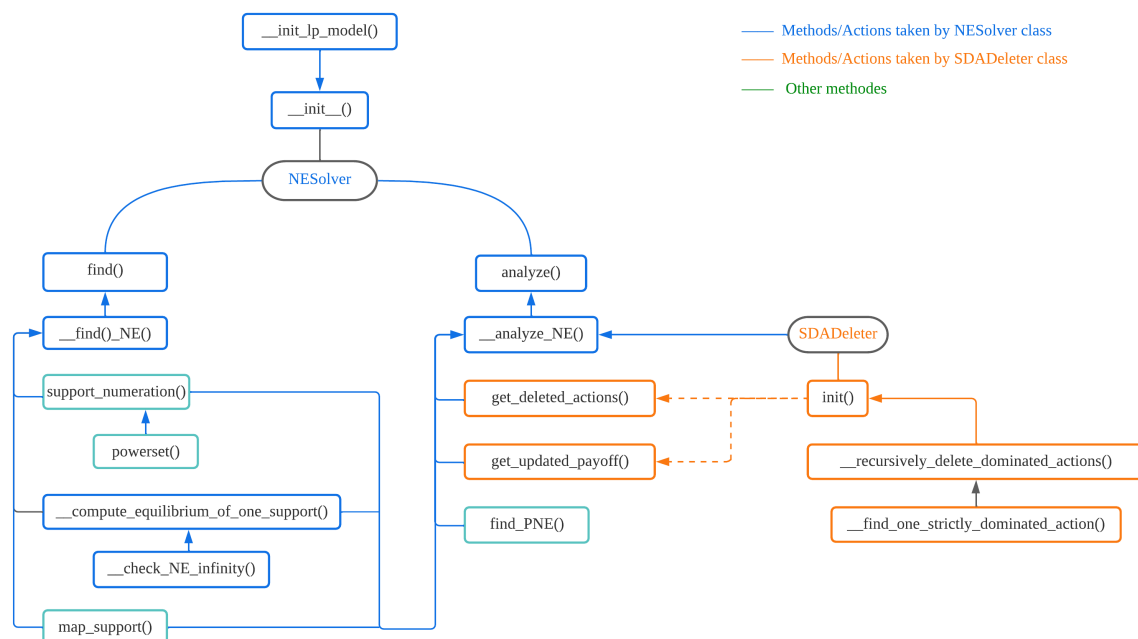 __init_lp_model()
Methods/Actions taken by NESolver class
Methods/Actions taken by SDADeleter class
Other methodes
__init__()
NESolver
find()
analyze()
__find()_NE()
__analyze_NE()
SDADeleter
support_numeration()
get_deleted_actions()
init()
powerset()
get_updated_payoff()
__recursively_delete_dominated_actions()
__compute_equilibrium_of_one_support()
find_PNE()
__find_one_strictly_dominated_action()
__check_NE_infinity()
map_support()